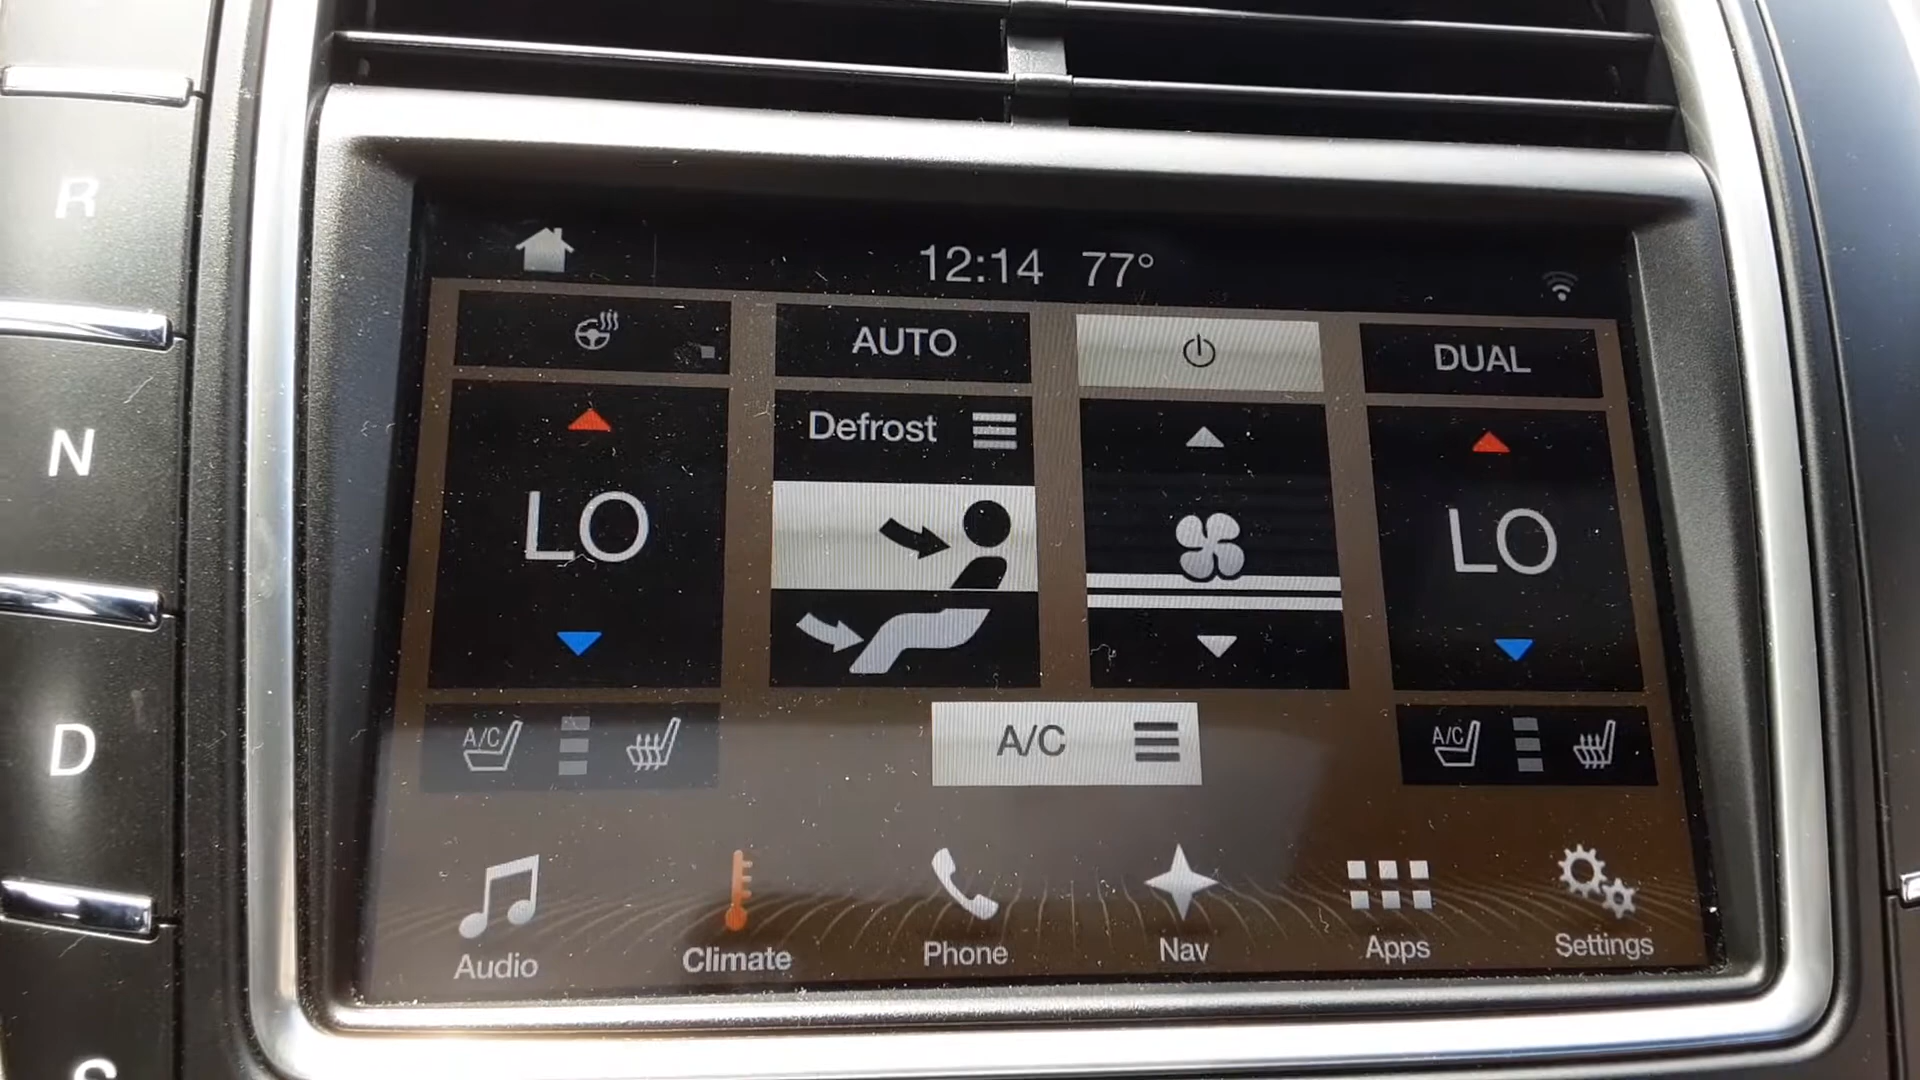 R
N
D
S
12:14 77°
AUTO
DUAL
Defrost
LO
LO
A/C
A/C
A/C
Audio
Climate
Phone
Nav
Apps
Settings